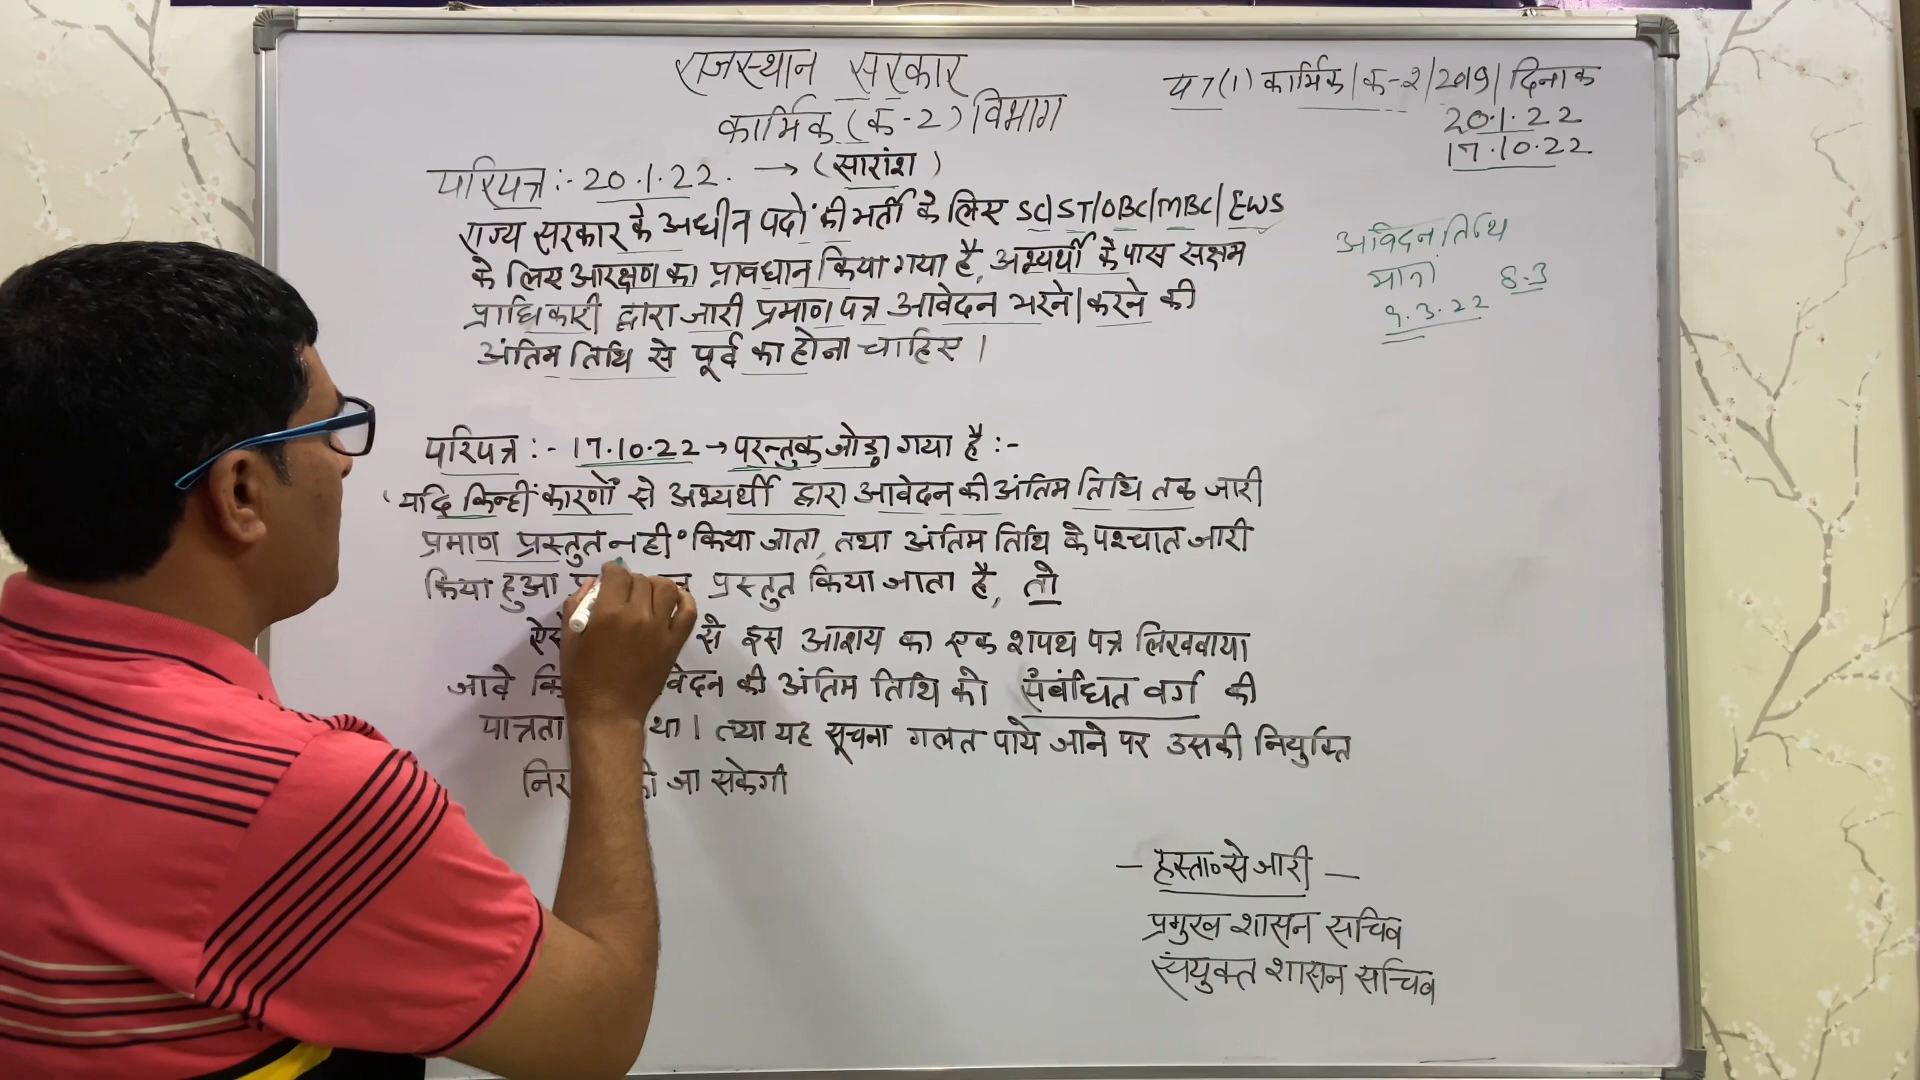 राजस्थान सरकार
कार्मिक (क-2) विभाग
प 7(1) कार्मिक/क-2/2019/दिनाक
20.1.22
17.10.22
परिपत्र :- 20.1.22. → (सारांश)
राज्य सरकार के अधीन पदों की भर्ती के लिए SC/ST/OBC/MBC/EWS
के लिए आरक्षण का प्रावधान किया गया है, अभ्यर्थी के पास सक्षम
प्राधिकारी द्वारा जारी प्रमाण पत्र आवेदन भरने/करने की
अंतिम तिथि से पूर्व का होना चाहिए।
आवेदन तिथि
माना
9.3.22
8.3
परिपत्र :- 17.10.22 → परन्तुक जोड़ा गया है :-
'यदि किन्हीं कारणों से अभ्यर्थी द्वारा आवेदन की अंतिम तिथि तक जारी
प्रमाण प्रस्तुत नहीं किया जाता, तथा अंतिम तिथि के पश्चात जारी
किया हुआ प्रस्तुत किया जाता है, तो
से इस आशय का एक शपथ पत्र लिखवाया
जावे की अंतिम तिथि को संबंधित वर्ग की
पात्रता था। तथा यह सूचना गलत पाये जाने पर उसकी नियुक्ति
जा सकेगी
- हस्ता॰ से जारी -
प्रमुख शासन सचिव
संयुक्त शासन सचिव